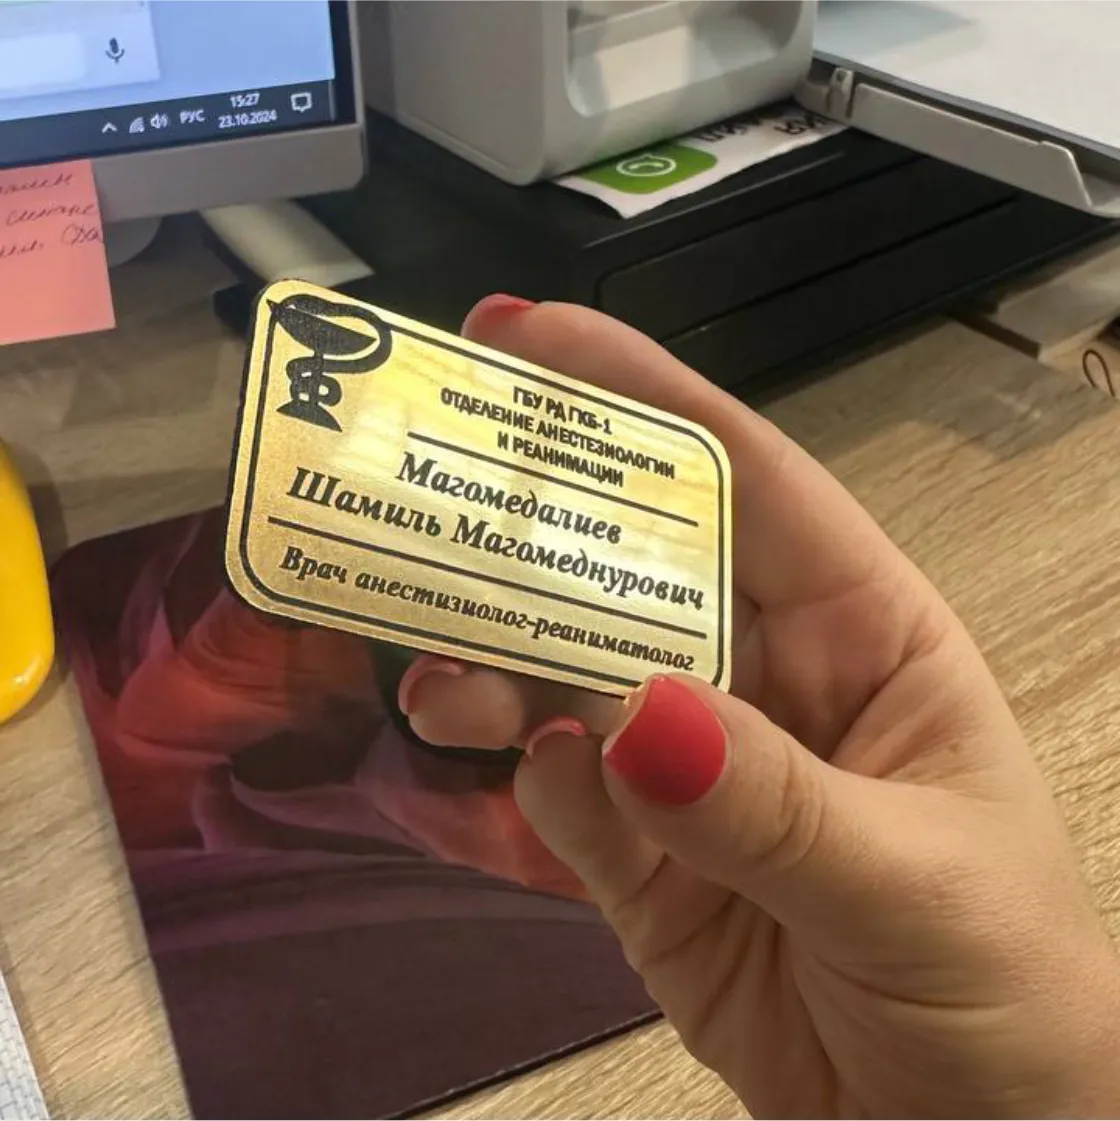 15:27
РУС
23.10.2024
ГБУ РД ГКБ-1
ОТДЕЛЕНИЕ АНЕСТЕЗИОЛОГИИ
И РЕАНИМАЦИИ
Магомедалиев
Шамиль Магомеднурович
Врач анестизиолог-реаниматолог